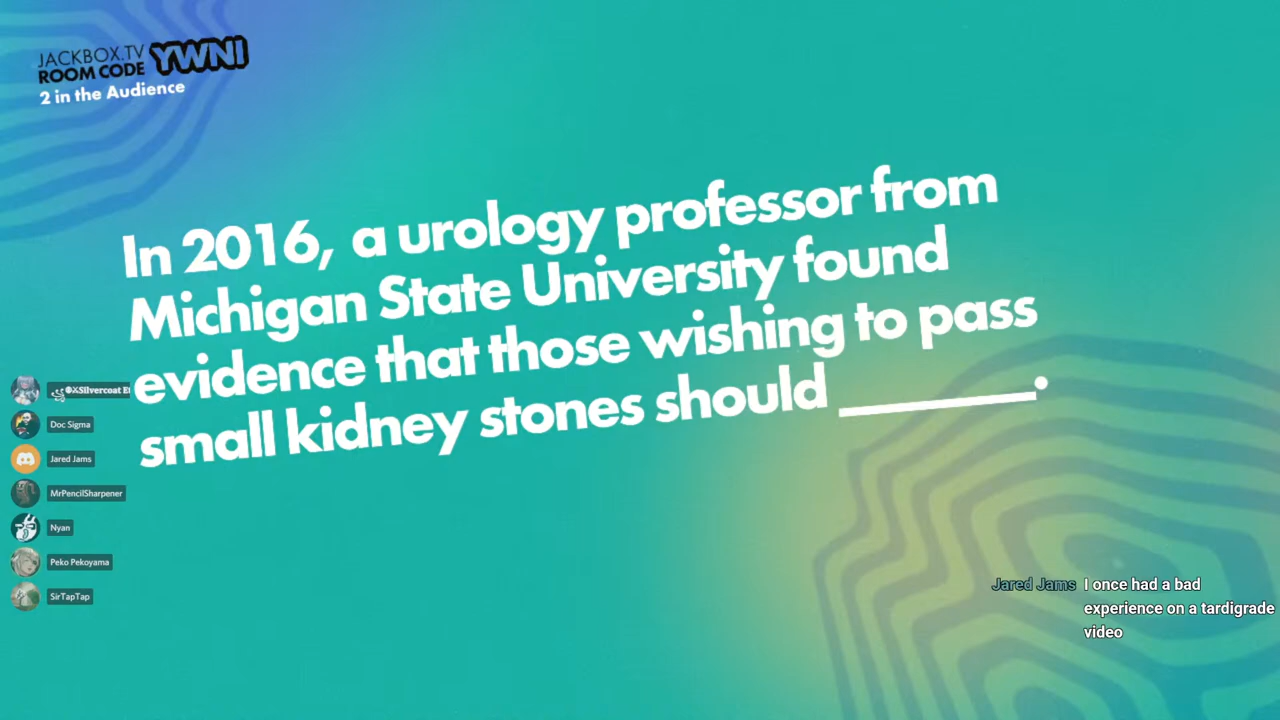 JACKBOX.TV
ROOM CODE YWNI
2 in the Audience
In 2016, a urology professor from
Michigan State University found
evidence that those wishing to pass
small kidney stones should ________.
Silvercoat
Doc Sigma
Jared Jams
MrPencilSharpener
Nyan
Peko Pekoyama
SirTapTap
Jared Jams I once had a bad
experience on a tardigrade
video